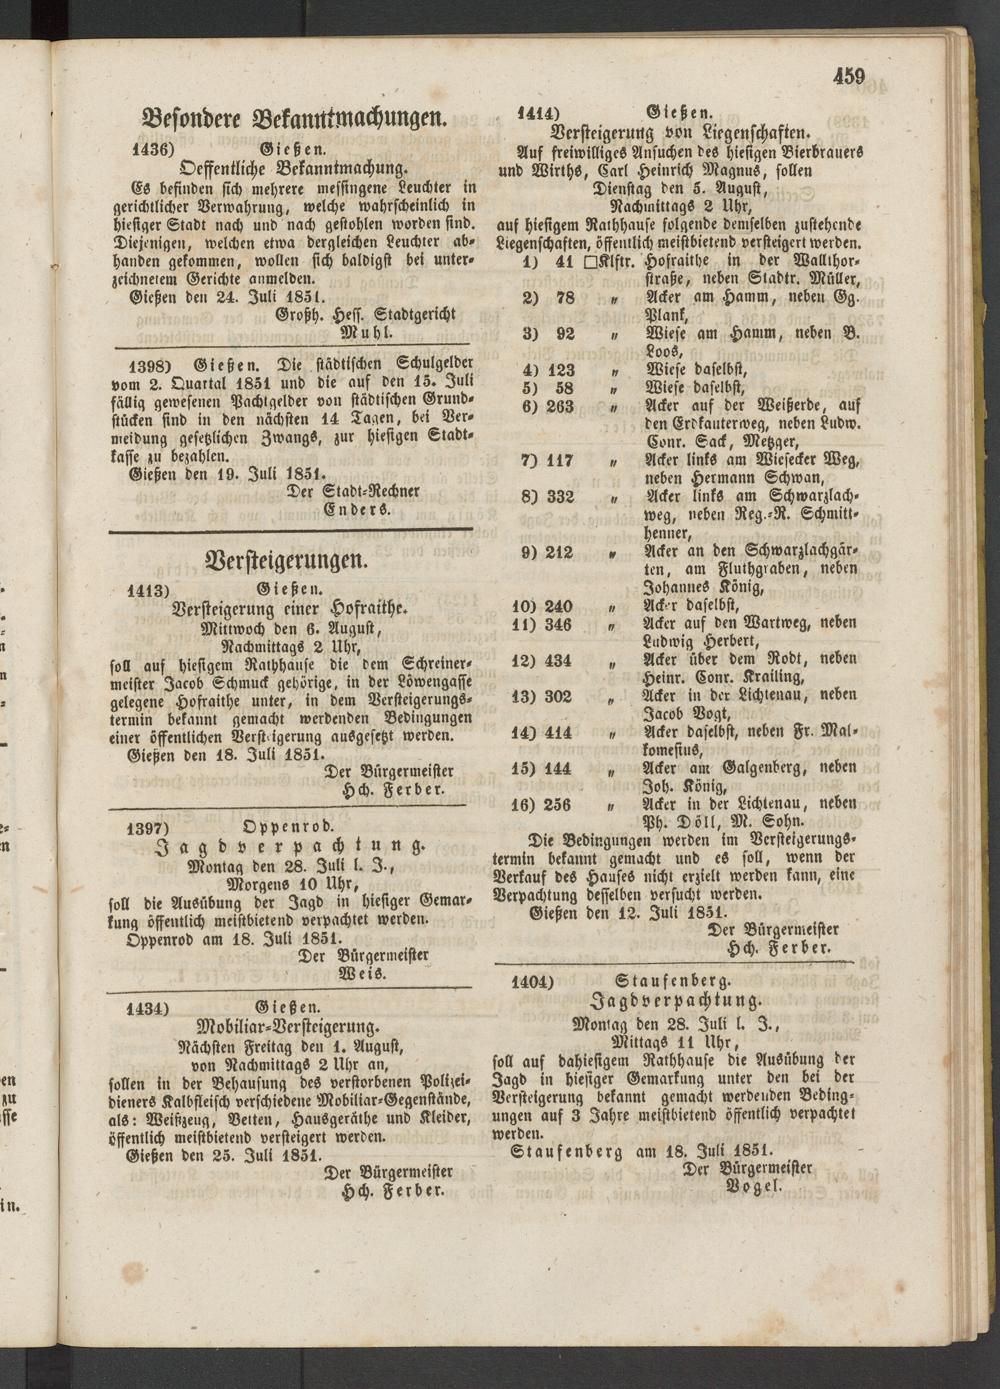 459
Besondere Bekanntmachungen.
1436) Gießen.
Oeffentliche Bekanntmachung.
Es befinden sich mehrere messingene Leuchter in
gerichtlicher Verwahrung, welche wahrscheinlich in
hiesiger Stadt nach und nach gestohlen worden sind.
Diejenigen, welchen etwa dergleichen Leuchter ab-
handen gekommen, wollen sich baldigst bei unter-
zeichnetem Gerichte anmelden.
Gießen den 24. Juli 1851.
Großh. Hess. Stadtgericht
Muhl.
1398) Gießen. Die städtischen Schulgelder
vom 2. Quartal 1851 und die auf den 15. Juli
fällig gewesenen Pachtgelder von städtischen Grund-
stücken sind in den nächsten 14 Tagen, bei Ver-
meidung gesetzlichen Zwangs, zur hiesigen Stadt-
kasse zu bezahlen.
Gießen den 19. Juli 1851.
Der Stadt-Rechner
Enders.
Versteigerungen.
1413) Gießen.
Versteigerung einer Hofraithe.
Mittwoch den 6. August,
Nachmittags 2 Uhr,
soll auf hiesigem Rathhause die dem Schreiner-
meister Jacob Schmuck gehörige, in der Löwengasse
gelegene Hofraithe unter, in dem Versteigerungs-
termin bekannt gemacht werdenden Bedingungen
einer öffentlichen Versteigerung ausgesetzt werden.
Gießen den 18. Juli 1851.
Der Bürgermeister
Hch. Ferber.
1397) Oppenrod.
Jagdverpachtung.
Montag den 28. Juli l. J.,
Morgens 10 Uhr,
soll die Ausübung der Jagd in hiesiger Gemar-
kung öffentlich meistbietend verpachtet werden.
Oppenrod am 18. Juli 1851.
Der Bürgermeister
Weis.
1434) Gießen.
Mobiliar-Versteigerung.
Nächsten Freitag den 1. August,
von Nachmittags 2 Uhr an,
sollen in der Behausung des verstorbenen Polizei-
dieners Kalbfleisch verschiedene Mobiliar-Gegenstände,
als: Weißzeug, Betten, Hausgeräthe und Kleider,
öffentlich meistbietend versteigert werden.
Gießen den 25. Juli 1851.
Der Bürgermeister
Hch. Ferber.
1414) Gießen.
Versteigerung von Liegenschaften.
Auf freiwilliges Ansuchen des hiesigen Bierbrauers
und Wirths, Carl Heinrich Magnus, sollen
Dienstag den 5. August,
Nachmittags 2 Uhr,
auf hiesigem Rathhause folgende demselben zustehende
Liegenschaften, öffentlich meistbietend versteigert werden.
1) 41 □Klftr. Hofraithe in der Wallthor-
straße, neben Stadtr. Müller,
2) 78 „ Acker am Hamm, neben Gg.
Plank,
3) 92 „ Wiese am Hamm, neben B.
Loos,
4) 123 „ Wiese daselbst,
5) 58 „ Wiese daselbst,
6) 263 „ Acker auf der Weißerde, auf
den Erdkauterweg, neben Ludw.
Conr. Sack, Metzger,
7) 117 „ Acker links am Wiesecker Weg,
neben Hermann Schwan,
8) 332 „ Acker links am Schwarzlach-
weg, neben Reg.-R. Schmitt-
henner,
9) 212 „ Acker an den Schwarzlachgär-
ten, am Fluthgraben, neben
Johannes König,
10) 240 „ Acker daselbst,
11) 346 „ Acker auf den Wartweg, neben
Ludwig Herbert,
12) 434 „ Acker über dem Rodt, neben
Heinr. Conr. Krailing,
13) 302 „ Acker in der Lichtenau, neben
Jacob Vogt,
14) 414 „ Acker daselbst, neben Fr. Mal-
komesius,
15) 144 „ Acker am Galgenberg, neben
Joh. König,
16) 256 „ Acker in der Lichtenau, neben
Ph. Döll, M. Sohn.
Die Bedingungen werden im Versteigerungs-
termin bekannt gemacht und es soll, wenn der
Verkauf des Hauses nicht erzielt werden kann, eine
Verpachtung desselben versucht werden.
Gießen den 12. Juli 1851.
Der Bürgermeister
Hch. Ferber.
1404) Staufenberg.
Jagdverpachtung.
Montag den 28. Juli l. J.,
Mittags 11 Uhr,
soll auf dahiesigem Rathhause die Ausübung der
Jagd in hiesiger Gemarkung unter den bei der
Versteigerung bekannt gemacht werdenden Beding-
ungen auf 3 Jahre meistbietend öffentlich verpachtet
werden.
Staufenberg am 18. Juli 1851.
Der Bürgermeister
Vogel.